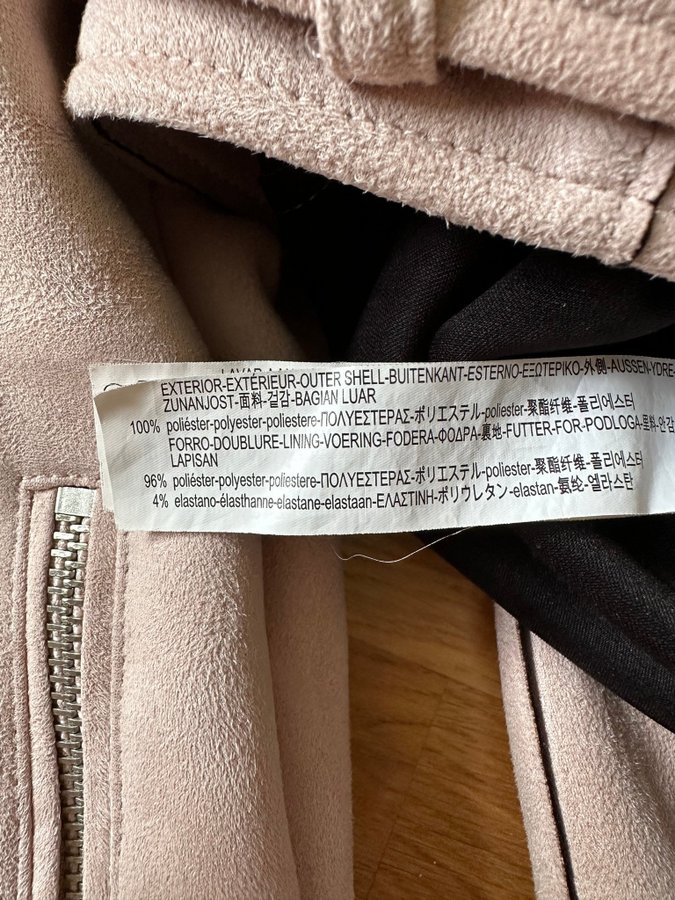 EXTERIOR-EXTÉRIEUR-OUTER SHELL-BUITENKANT-ESTERNO-ΕΞΩΤΕΡΙΚΟ-外側-AUSSEN-YDRE-
ZUNANJOST-面料-겉감-BAGIAN LUAR
100% poliéster-polyester-poliestere-ΠΟΛΥΕΣΤΕΡΑΣ-ポリエステル-poliester-聚酯纤维-폴리에스터
FORRO-DOUBLURE-LINING-VOERING-FODERA-ΦΟΔΡΑ-裏地-FUTTER-FOR-PODLOGA-里料-안감
LAPISAN
96% poliéster-polyester-poliestere-ΠΟΛΥΕΣΤΕΡΑΣ-ポリエステル-poliester-聚酯纤维-폴리에스터
4% elastano-élasthanne-elastane-elastaan-ΕΛΑΣΤΙΝΗ-ポリウレタン-elastan-氨纶-엘라스탄